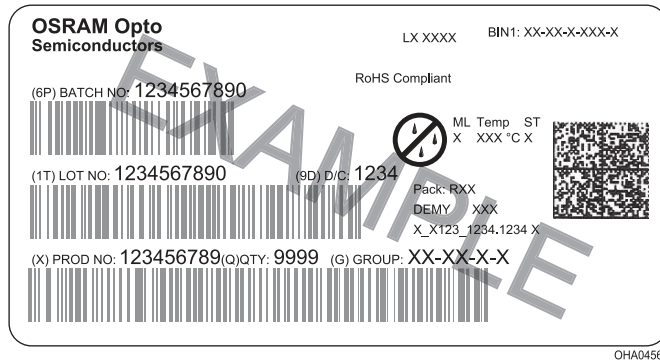 OSRAM Opto
Semiconductors
LX XXXX
BIN1: XX-XX-X-XXX-X
RoHS Compliant
(6P) BATCH NO: 1234567890
ML Temp ST
X XXX °C X
(1T) LOT NO: 1234567890 (9D) D/C: 1234
Pack: RXX
DEMY XXX
X_X123_1234.1234 X
(X) PROD NO: 123456789(Q)QTY: 9999 (G) GROUP: XX-XX-X-X
EXAMPLE
OHA0456